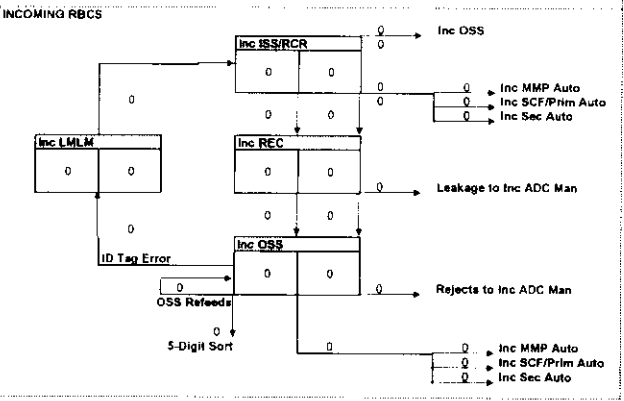 INCOMING RBCS
0 Inc OSS
Inc ISS/RCR 0
0 0
0 0 0 Inc MMP Auto
0 0 Inc SCF/Prim Auto
0 Inc Sec Auto
0 0
Inc LMLM Inc REC
0 0 0 0
0 Leakage to Inc ADC Man
0 0
0
Inc OSS
ID Tag Error
0 0
0 0 Rejects to Inc ADC Man
OSS Refeeds
0
5-Digit Sort 0 0 Inc MMP Auto
0 Inc SCF/Prim Auto
0 Inc Sec Auto